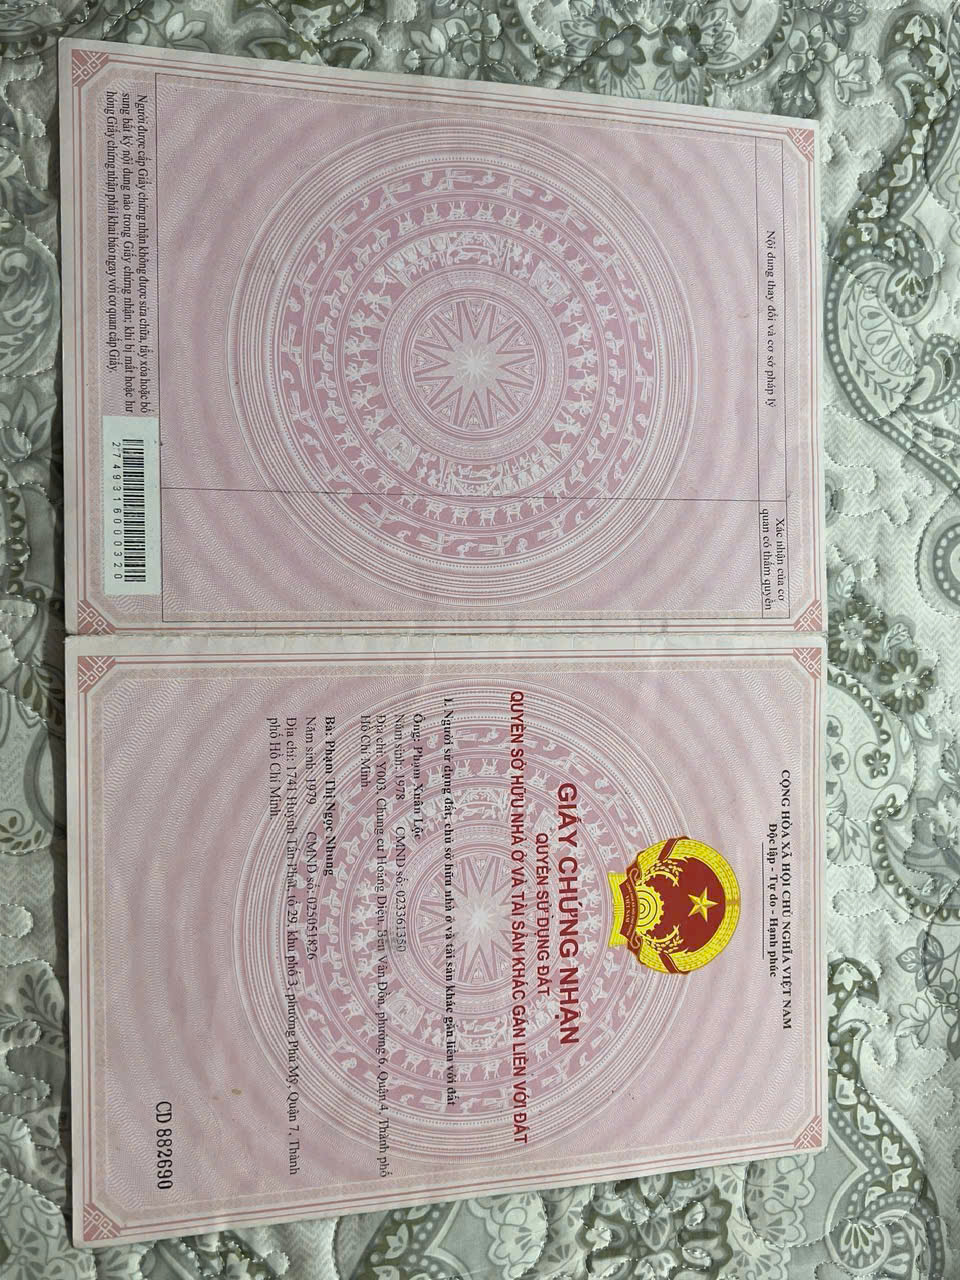 Nội dung thay đổi và cơ sở pháp lý
Xác nhận của cơ
quan có thẩm quyền
Người được cấp Giấy chứng nhận không được sửa chữa, tẩy xóa hoặc bổ
sung bất kỳ nội dung nào trong Giấy chứng nhận; khi bị mất hoặc hư
hỏng Giấy chứng nhận phải khai báo ngay với cơ quan cấp Giấy.
2749316000320
CỘNG HÒA XÃ HỘI CHỦ NGHĨA VIỆT NAM
Độc lập - Tự do - Hạnh phúc
VIỆT NAM
GIẤY CHỨNG NHẬN
QUYỀN SỬ DỤNG ĐẤT
QUYỀN SỞ HỮU NHÀ Ở VÀ TÀI SẢN KHÁC GẮN LIỀN VỚI ĐẤT
I. Người sử dụng đất, chủ sở hữu nhà ở và tài sản khác gắn liền với đất
Ông: Phạm Xuân Lộc
Năm sinh: 1978 CMND số: 023361350
Địa chỉ: Y003, Chung cư Hoàng Diệu, Bến Vân Đồn, phường 6, Quận 4, Thành phố
Hồ Chí Minh.
Bà: Phạm Thị Ngọc Nhung
Năm sinh: 1979 CMND số: 025051826
Địa chỉ: 1741 Huỳnh Tấn Phát, tổ 29, khu phố 3, phường Phú Mỹ, Quận 7, Thành
phố Hồ Chí Minh.
CD 882690